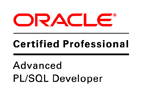 ORACLE®
Certified Professional
Advanced
PL/SQL Developer